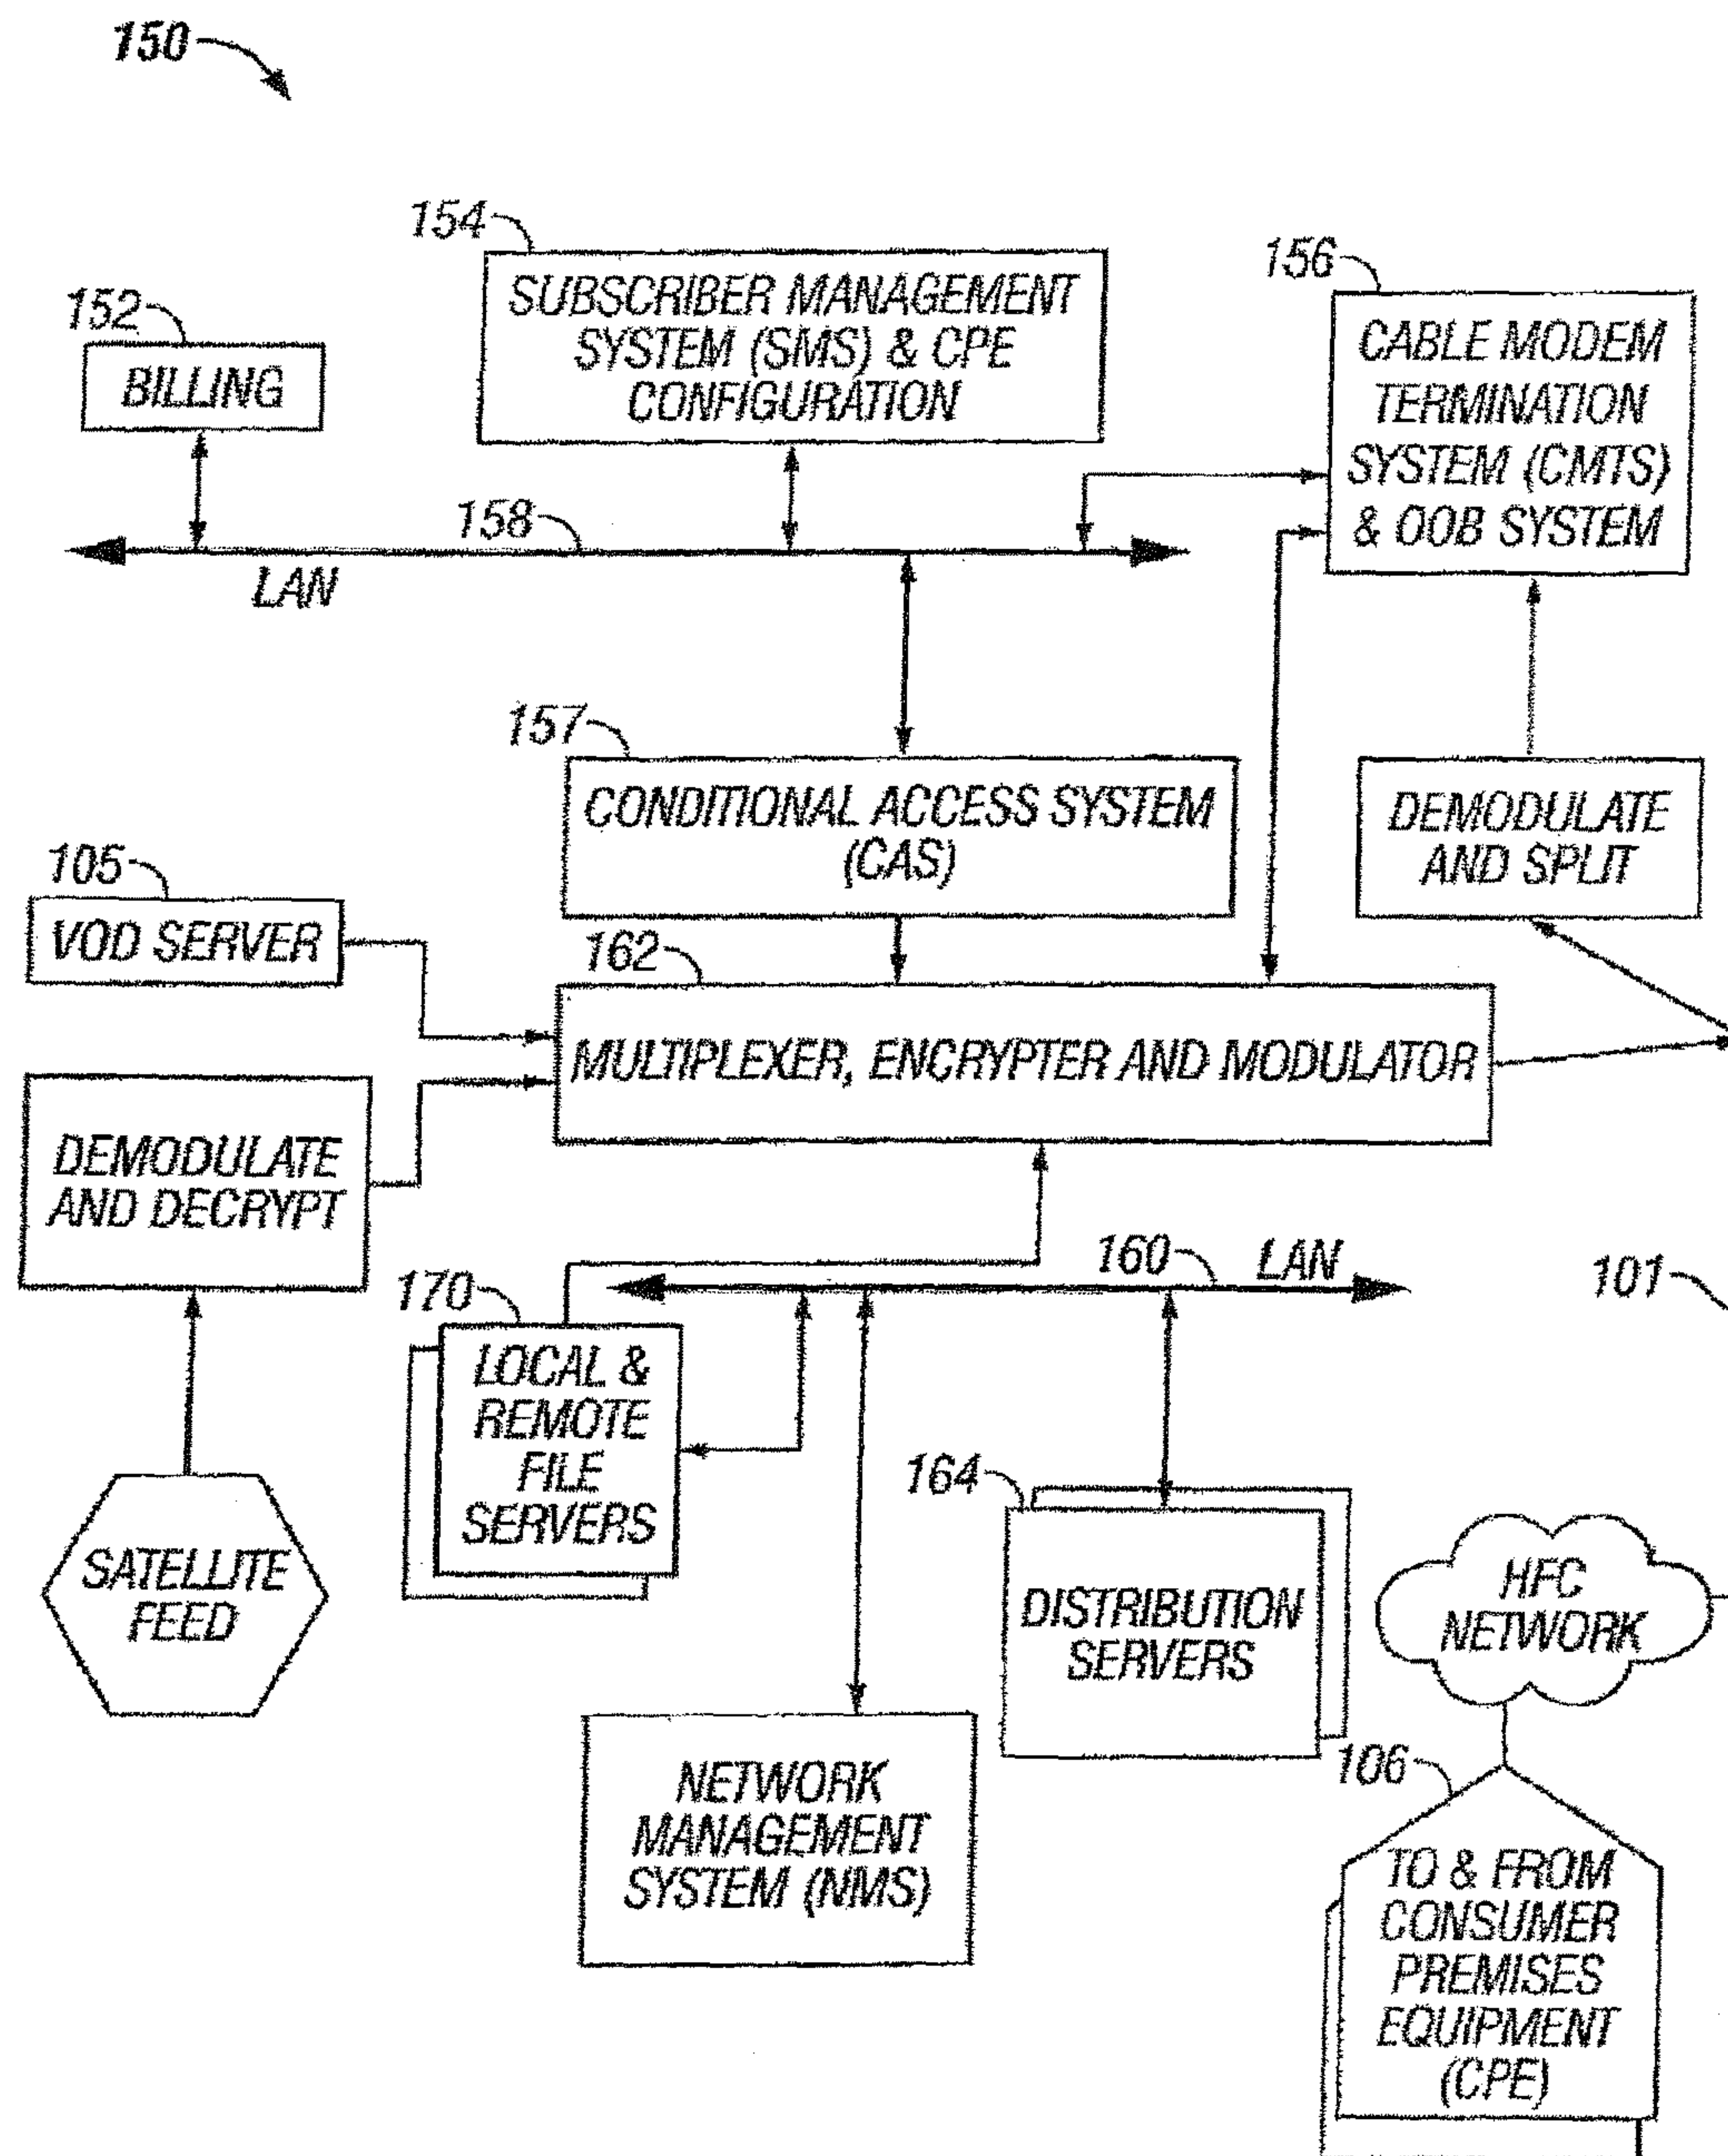 150
154
SUBSCRIBER MANAGEMENT
SYSTEM (SMS) & CPE
CONFIGURATION
156
CABLE MODEM
TERMINATION
SYSTEM (CMTS)
& OOB SYSTEM
152
BILLING
158
LAN
157
CONDITIONAL ACCESS SYSTEM
(CAS)
DEMODULATE
AND SPLIT
105
VOD SERVER
162
MULTIPLEXER, ENCRYPTER AND MODULATOR
DEMODULATE
AND DECRYPT
160
LAN
101
170
LOCAL &
REMOTE
FILE
SERVERS
164
DISTRIBUTION
SERVERS
SATELLITE
FEED
HFC
NETWORK
NETWORK
MANAGEMENT
SYSTEM (NMS)
106
TO & FROM
CONSUMER
PREMISES
EQUIPMENT
(CPE)